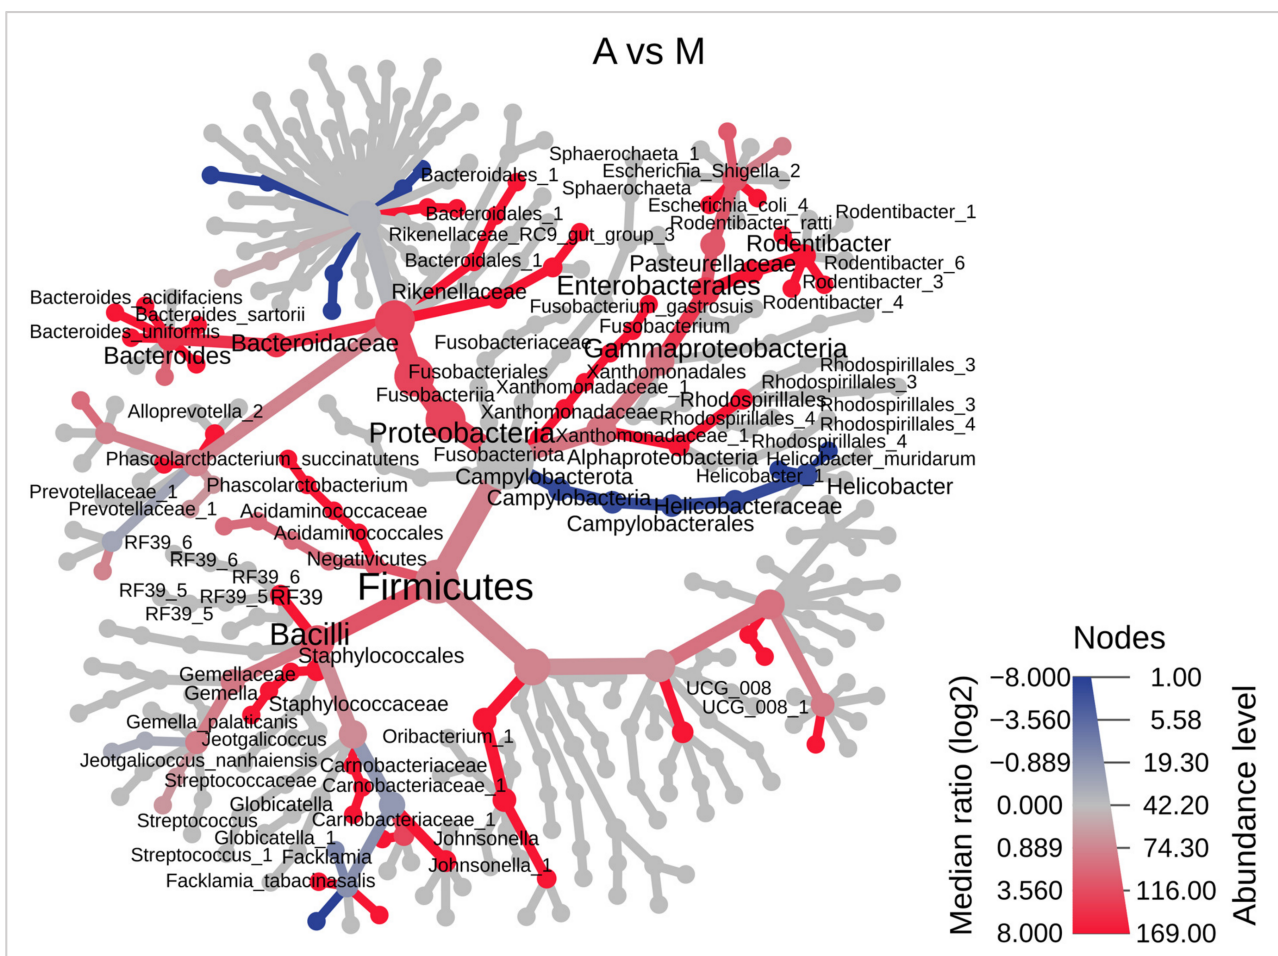 A vs M
Sphaerochaeta_1
Escherichia_Shigella_2
Bacteroidales_1
Sphaerochaeta
Escherichia_coli_4
Bacteroidales_1
Rodentibacter_1
Rodentibacter_ratti
Rikenellaceae_RC9_gut_group_3
Rodentibacter
Bacteroidales_1
Pasteurellaceae
Rodentibacter_6
Rodentibacter_3
Enterobacterales
Rikenellaceae
Bacteroides_acidifaciens
Rodentibacter_4
Fusobacterium_gastrosuis
Bacteroides_sartorii
Fusobacterium
Bacteroides_uniformis
Bacteroidaceae
Fusobacteriaceae
Gammaproteobacteria
Bacteroides
Rhodospirillales_3
Fusobacteriales
Xanthomonadales
Rhodospirillales_3
Xanthomonadaceae_1
Fusobacteriia
Rhodospirillales
Rhodospirillales_3
Alloprevotella_2
Xanthomonadaceae
Rhodospirillales_4
Rhodospirillales_4
Proteobacteria
Xanthomonadaceae_1
Rhodospirillales_4
Fusobacteriota
Alphaproteobacteria
Helicobacter_muridarum
Phascolarctbacterium_succinatutens
Campylobacterota
Helicobacter_1
Phascolarctobacterium
Helicobacter
Prevotellaceae_1
Campylobacteria
Helicobacteraceae
Prevotellaceae_1
Acidaminococcaceae
Campylobacterales
Acidaminococcales
RF39_6
RF39_6
Negativicutes
RF39_6
Firmicutes
RF39_5
RF39_5
RF39
RF39_5
Bacilli
Nodes
Staphylococcales
Gemellaceae
−8.000
1.00
UCG_008
Gemella
Staphylococcaceae
UCG_008_1
−3.560
5.58
Gemella_palaticanis
Jeotgalicoccus
Oribacterium_1
Jeotgalicoccus_nanhaiensis
Carnobacteriaceae
−0.889
19.30
Streptococcaceae
Carnobacteriaceae_1
Globicatella
0.000
42.20
Streptococcus
Carnobacteriaceae_1
Globicatella_1
Johnsonella
Streptococcus_1
Facklamia
0.889
74.30
Johnsonella_1
Facklamia_tabacinasalis
3.560
116.00
8.000
169.00
Median ratio (log2)
Abundance level